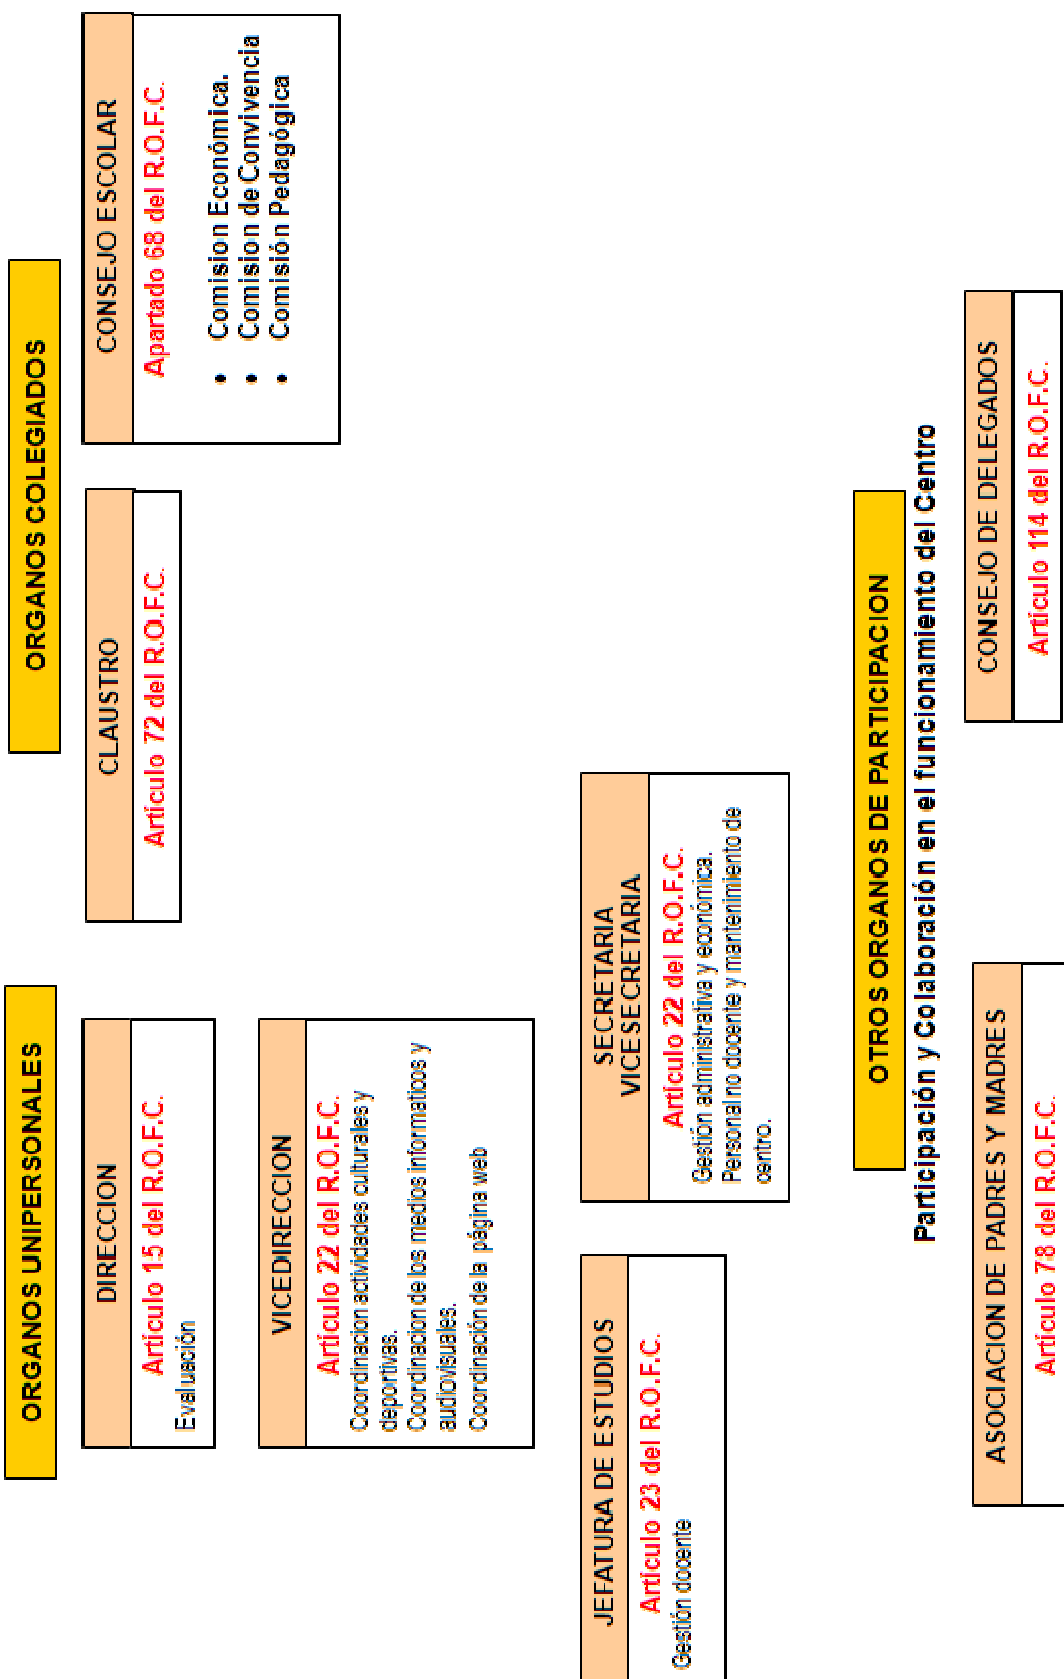 ORGANOS UNIPERSONALES
DIRECCION
Artículo 15 del R.O.F.C.
Evaluación
VICEDIRECCION
Artículo 22 del R.O.F.C.
Coordinacion actividades culturales y
deportivas.
Coordinacion de los medios informaticos y
audiovisuales.
Coordinación de la página web
JEFATURA DE ESTUDIOS
Artículo 23 del R.O.F.C.
Gestión docente
SECRETARIA
VICESECRETARIA
Artículo 22 del R.O.F.C.
Gestión administrativa y económica.
Personal no docente y mantenimiento de
centro.
ORGANOS COLEGIADOS
CLAUSTRO
Artículo 72 del R.O.F.C.
CONSEJO ESCOLAR
Apartado 68 del R.O.F.C.
• Comision Económica.
• Comision de Convivencia
• Comisión Pedagógica
OTROS ORGANOS DE PARTICIPACION
Participación y Colaboración en el funcionamiento del Centro
ASOCIACION DE PADRES Y MADRES
Artículo 78 del R.O.F.C.
CONSEJO DE DELEGADOS
Artículo 114 del R.O.F.C.